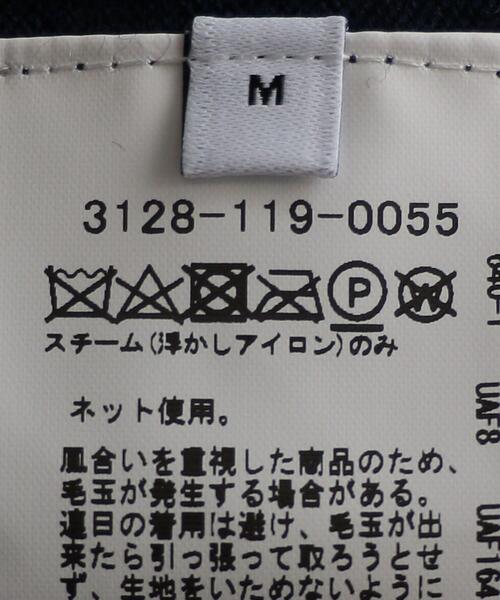 M
3128-119-0055
P W
スチーム(浮かしアイロン)のみ
ネット使用。
風合いを重視した商品のため、
毛玉が発生する場合がある。
連日の着用は避け、毛玉が出
来たら引っ張って取ろうとせ
ず、生地をいためないように
UAF8